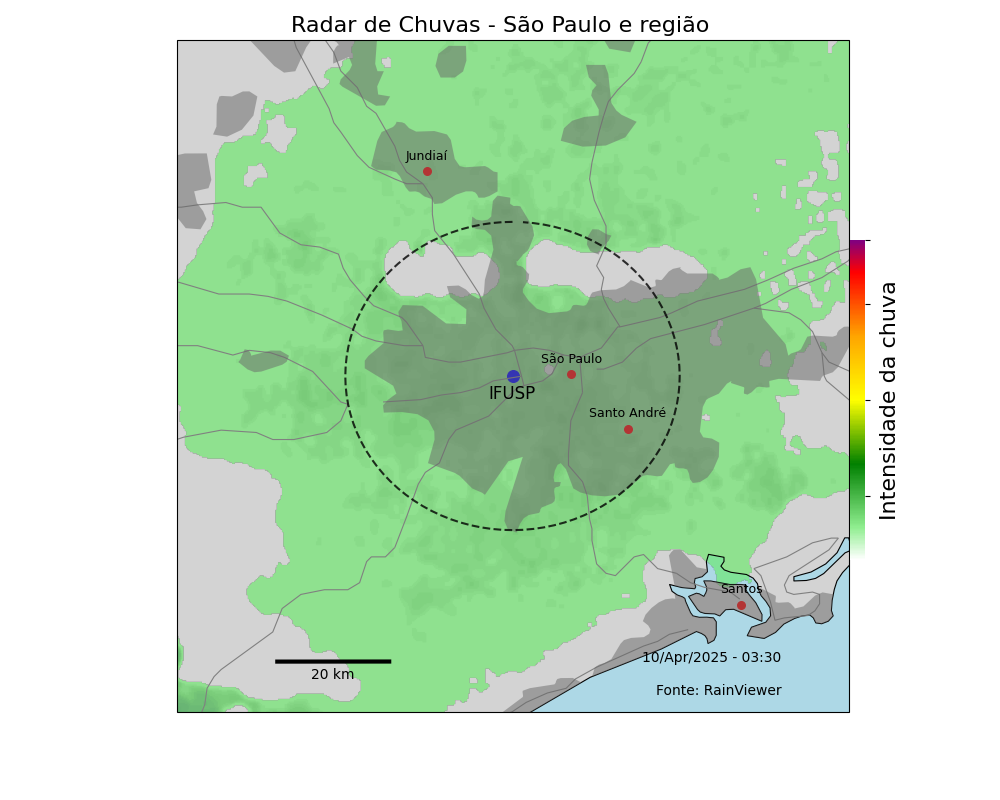 Radar de Chuvas - São Paulo e região
Jundiaí
São Paulo
IFUSP
Santo André
Intensidade da chuva
Santos
10/Apr/2025 - 03:30
20 km
Fonte: RainViewer